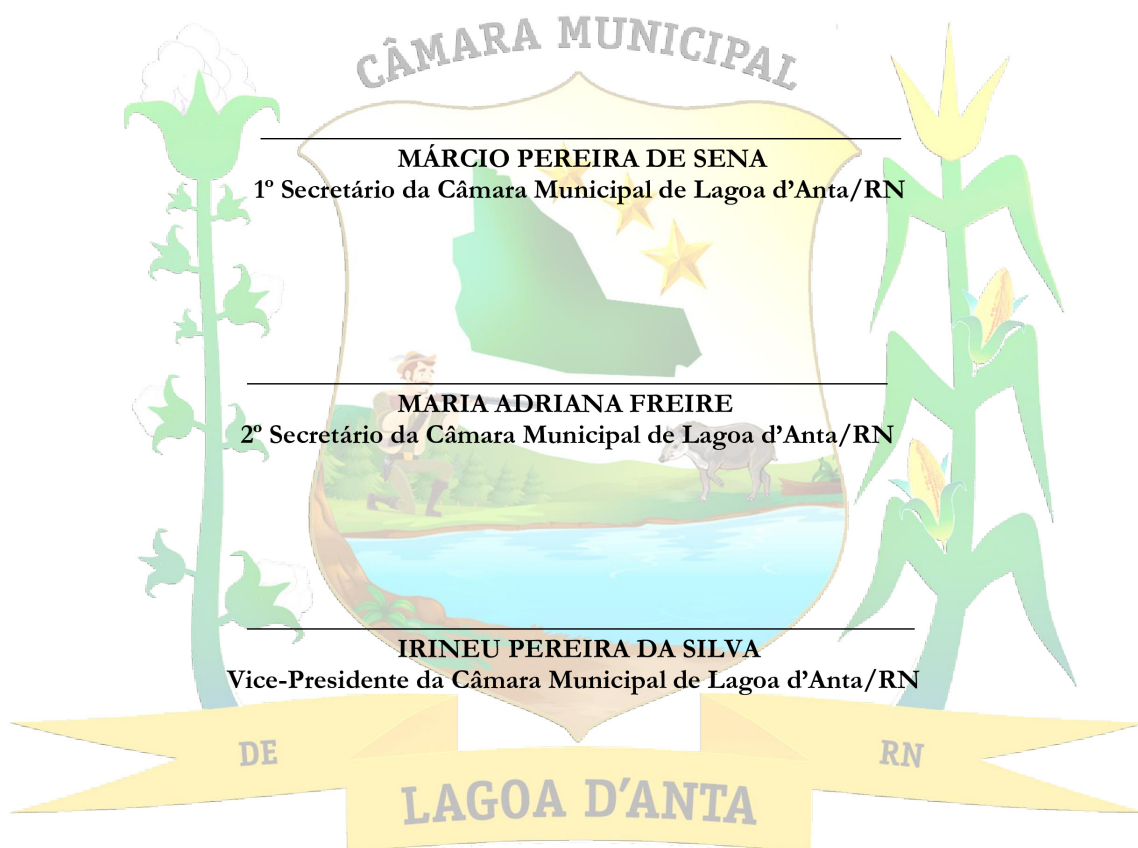 CÂMARA MUNICIPAL
MÁRCIO PEREIRA DE SENA
1º Secretário da Câmara Municipal de Lagoa d’Anta/RN
MARIA ADRIANA FREIRE
2º Secretário da Câmara Municipal de Lagoa d’Anta/RN
IRINEU PEREIRA DA SILVA
Vice-Presidente da Câmara Municipal de Lagoa d’Anta/RN
DE
RN
LAGOA D'ANTA